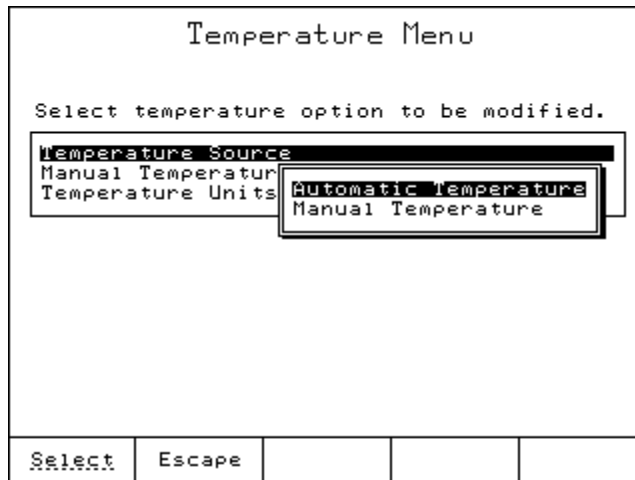 Temperature Menu
Select temperature option to be modified.
Temperature Source
Manual Temperatur
Temperature Units
Automatic Temperature
Manual Temperature
Select Escape